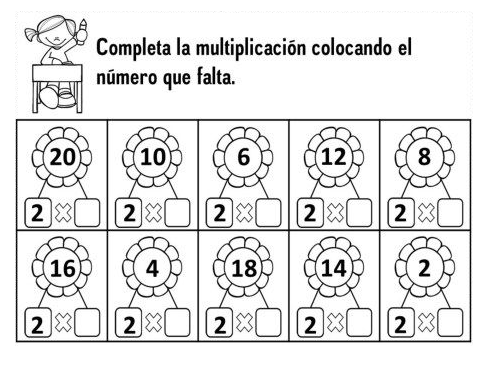 Completa la multiplicación colocando el
número que falta.
20 10 6 12 8
2 × 2 × 2 × 2 × 2 ×
16 4 18 14 2
2 × 2 × 2 × 2 × 2 ×